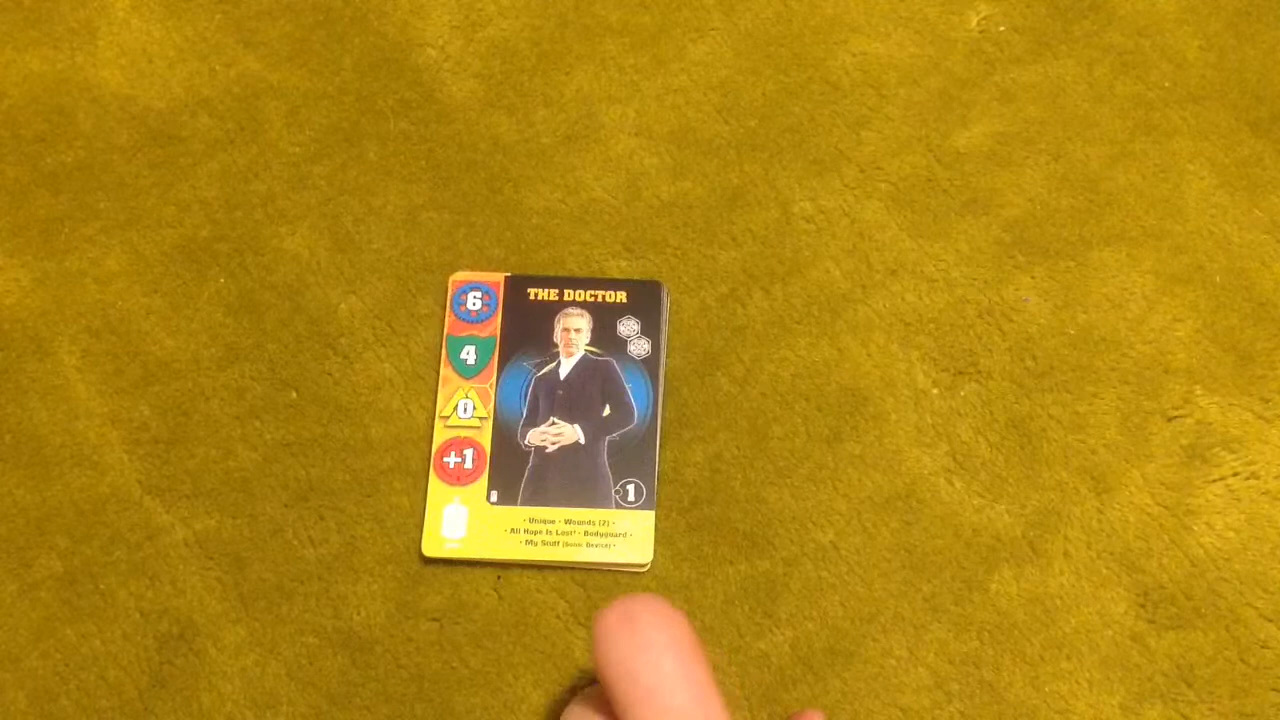 THE DOCTOR
6
4
0
+1
1
• Unique • Wounds (2) •
• All Hope Is Lost! • Bodyguard •
• My Stuff (Sonic Device) •